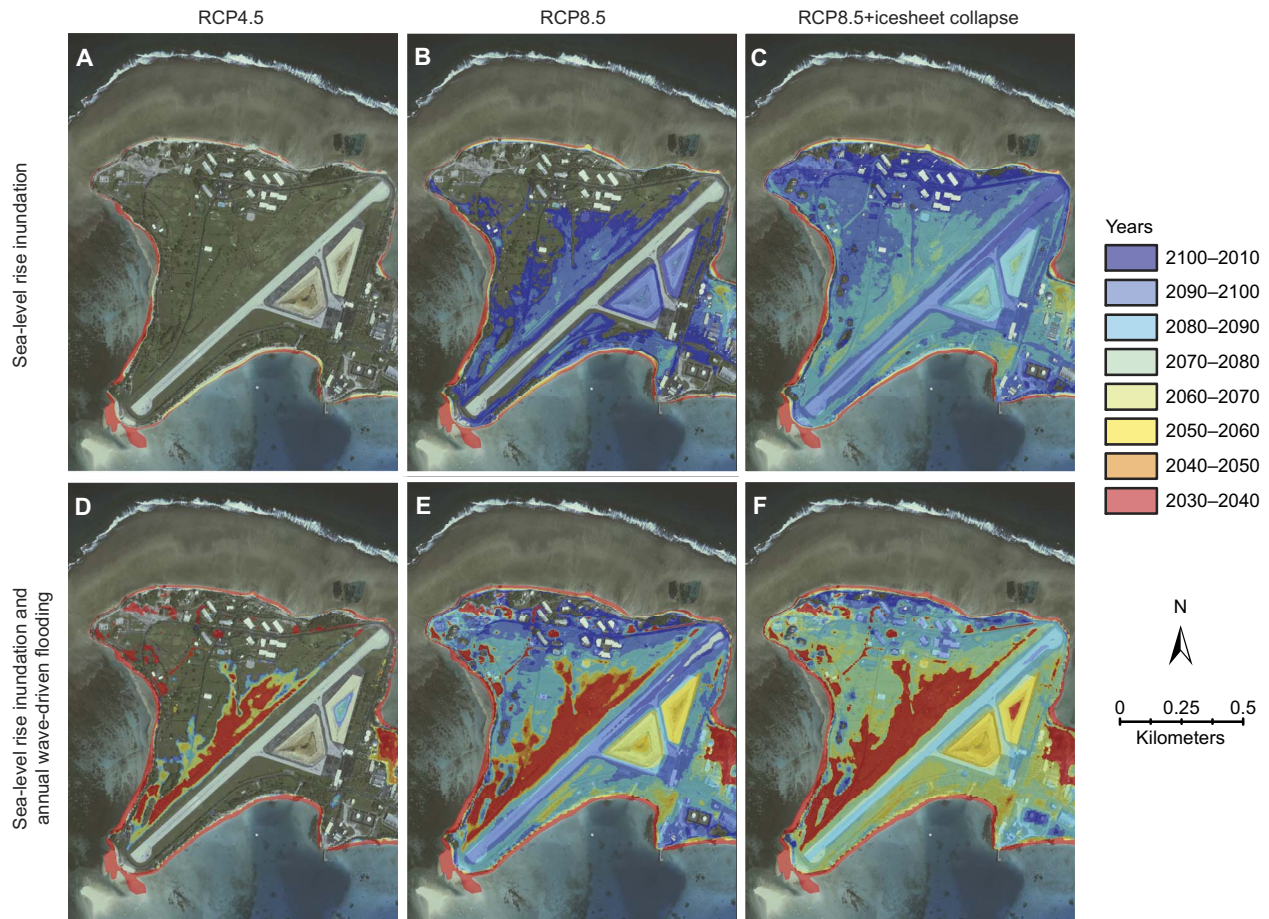 RCP4.5
RCP8.5
RCP8.5+icesheet collapse
A
B
C
Sea-level rise inundation
Years
2100–2010
2090–2100
2080–2090
2070–2080
2060–2070
2050–2060
2040–2050
2030–2040
D
E
F
Sea-level rise inundation and
annual wave-driven flooding
N
0 0.25 0.5
Kilometers